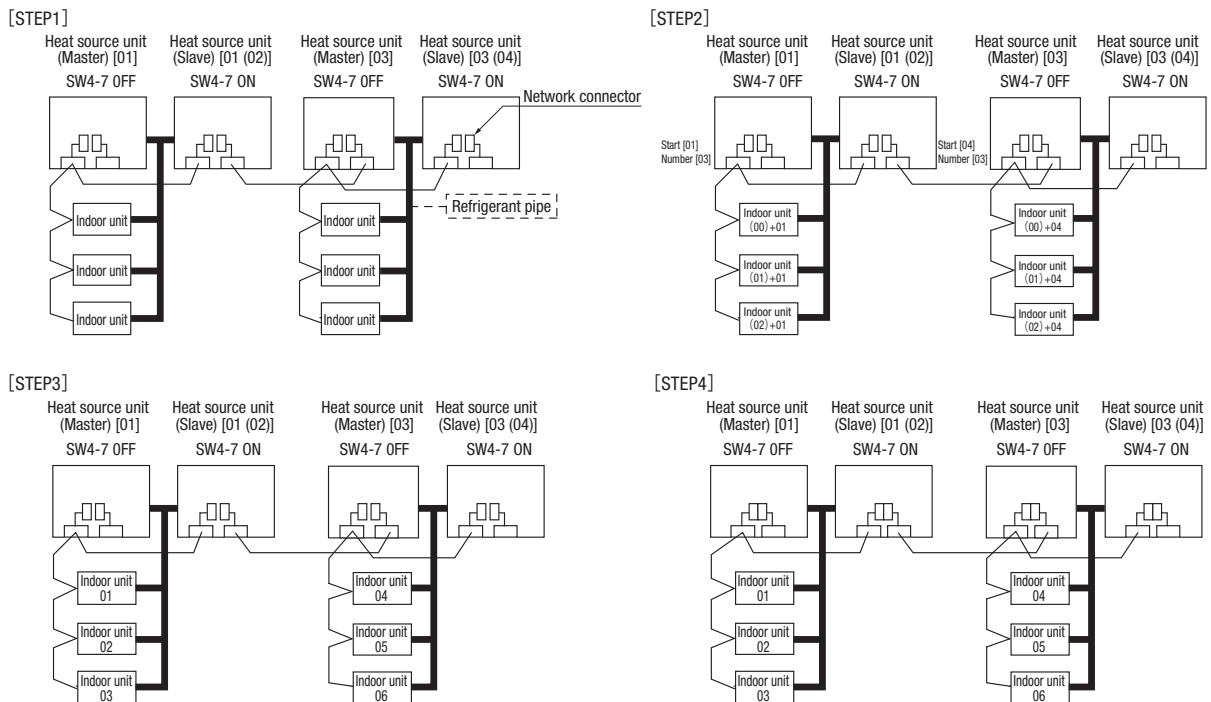 [STEP1]
Heat source unit
(Master) [01]
Heat source unit
(Slave) [01 (02)]
Heat source unit
(Master) [03]
Heat source unit
(Slave) [03 (04)]
SW4-7 OFF
SW4-7 ON
SW4-7 OFF
SW4-7 ON
Network connector
Refrigerant pipe
Indoor unit
Indoor unit
Indoor unit
Indoor unit
Indoor unit
Indoor unit
[STEP2]
Heat source unit
(Master) [01]
Heat source unit
(Slave) [01 (02)]
Heat source unit
(Master) [03]
Heat source unit
(Slave) [03 (04)]
SW4-7 OFF
SW4-7 ON
SW4-7 OFF
SW4-7 ON
Start [01]
Number [03]
Start [04]
Number [03]
Indoor unit
(00)+01
Indoor unit
(01)+01
Indoor unit
(02)+01
Indoor unit
(00)+04
Indoor unit
(01)+04
Indoor unit
(02)+04
[STEP3]
Heat source unit
(Master) [01]
Heat source unit
(Slave) [01 (02)]
Heat source unit
(Master) [03]
Heat source unit
(Slave) [03 (04)]
SW4-7 OFF
SW4-7 ON
SW4-7 OFF
SW4-7 ON
Indoor unit
01
Indoor unit
02
Indoor unit
03
Indoor unit
04
Indoor unit
05
Indoor unit
06
[STEP4]
Heat source unit
(Master) [01]
Heat source unit
(Slave) [01 (02)]
Heat source unit
(Master) [03]
Heat source unit
(Slave) [03 (04)]
SW4-7 OFF
SW4-7 ON
SW4-7 OFF
SW4-7 ON
Indoor unit
01
Indoor unit
02
Indoor unit
03
Indoor unit
04
Indoor unit
05
Indoor unit
06